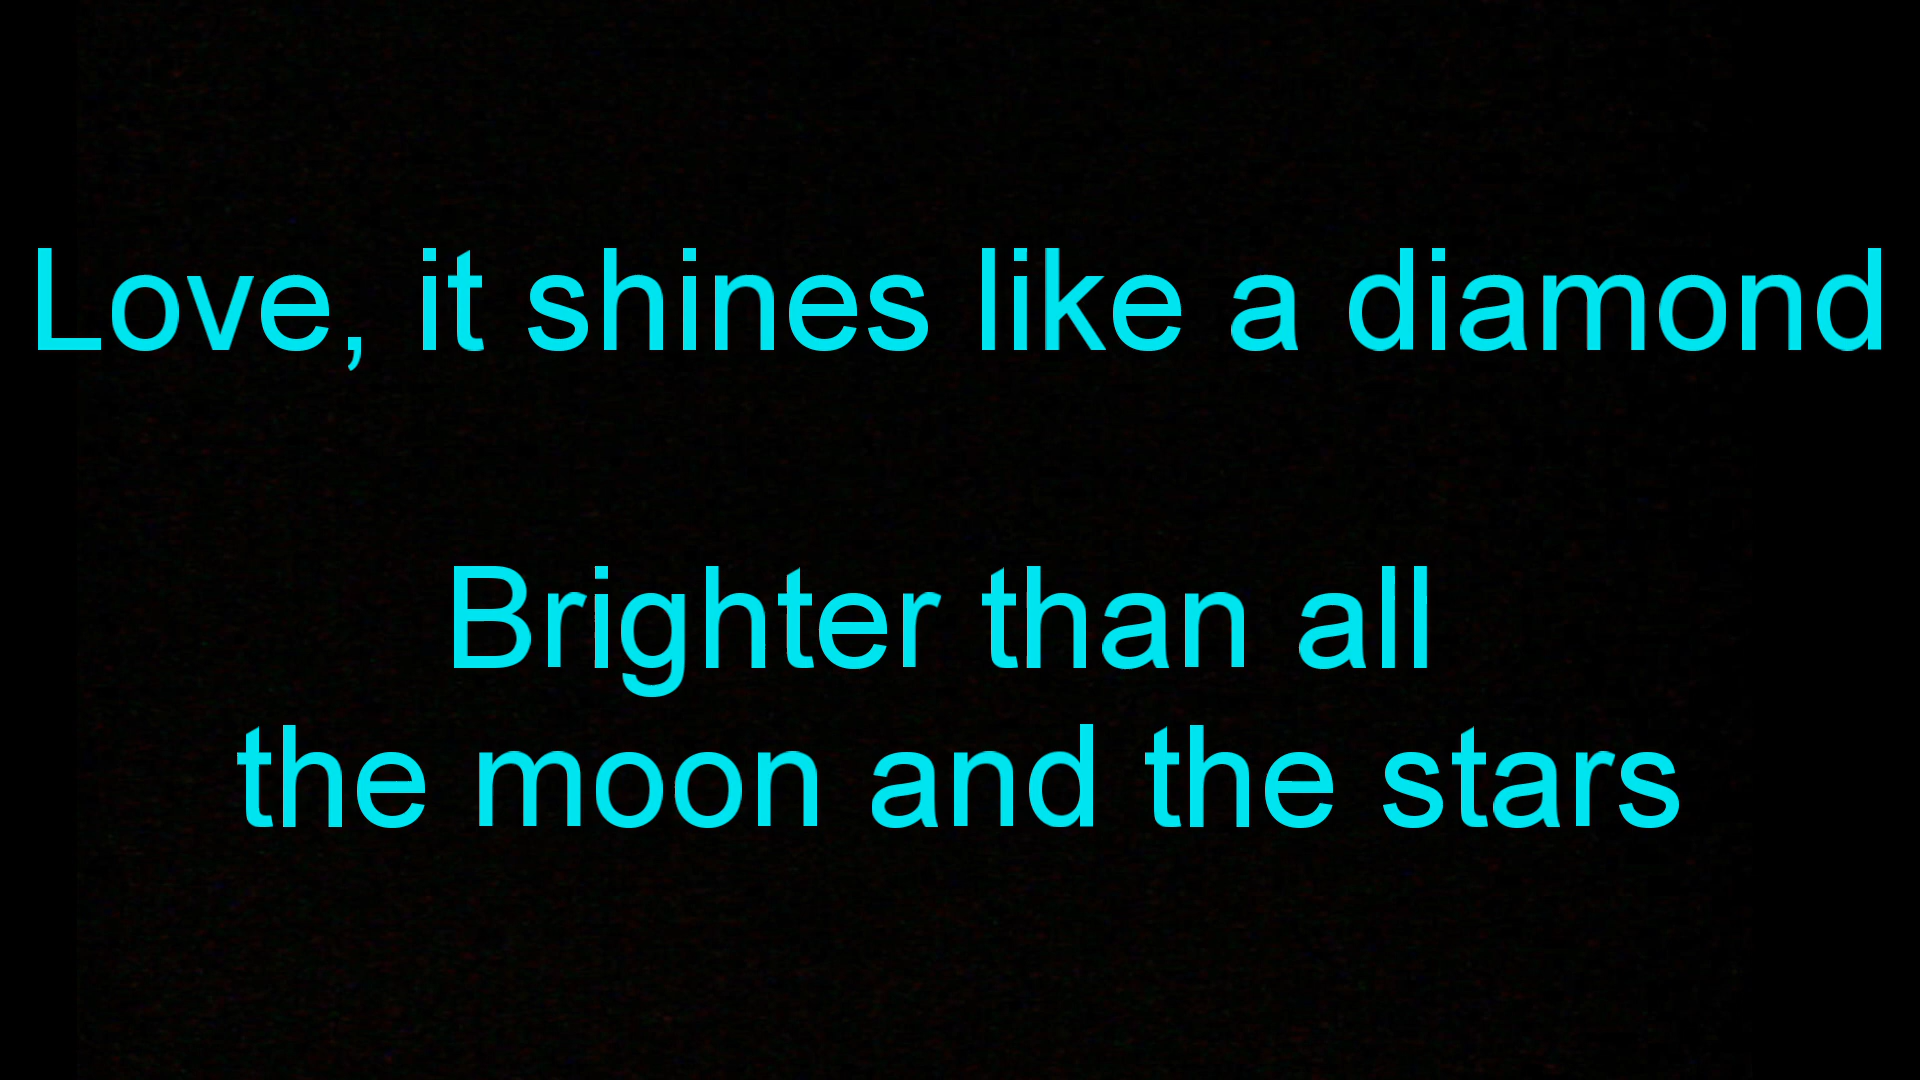 Love, it shines like a diamond
Brighter than all
the moon and the stars